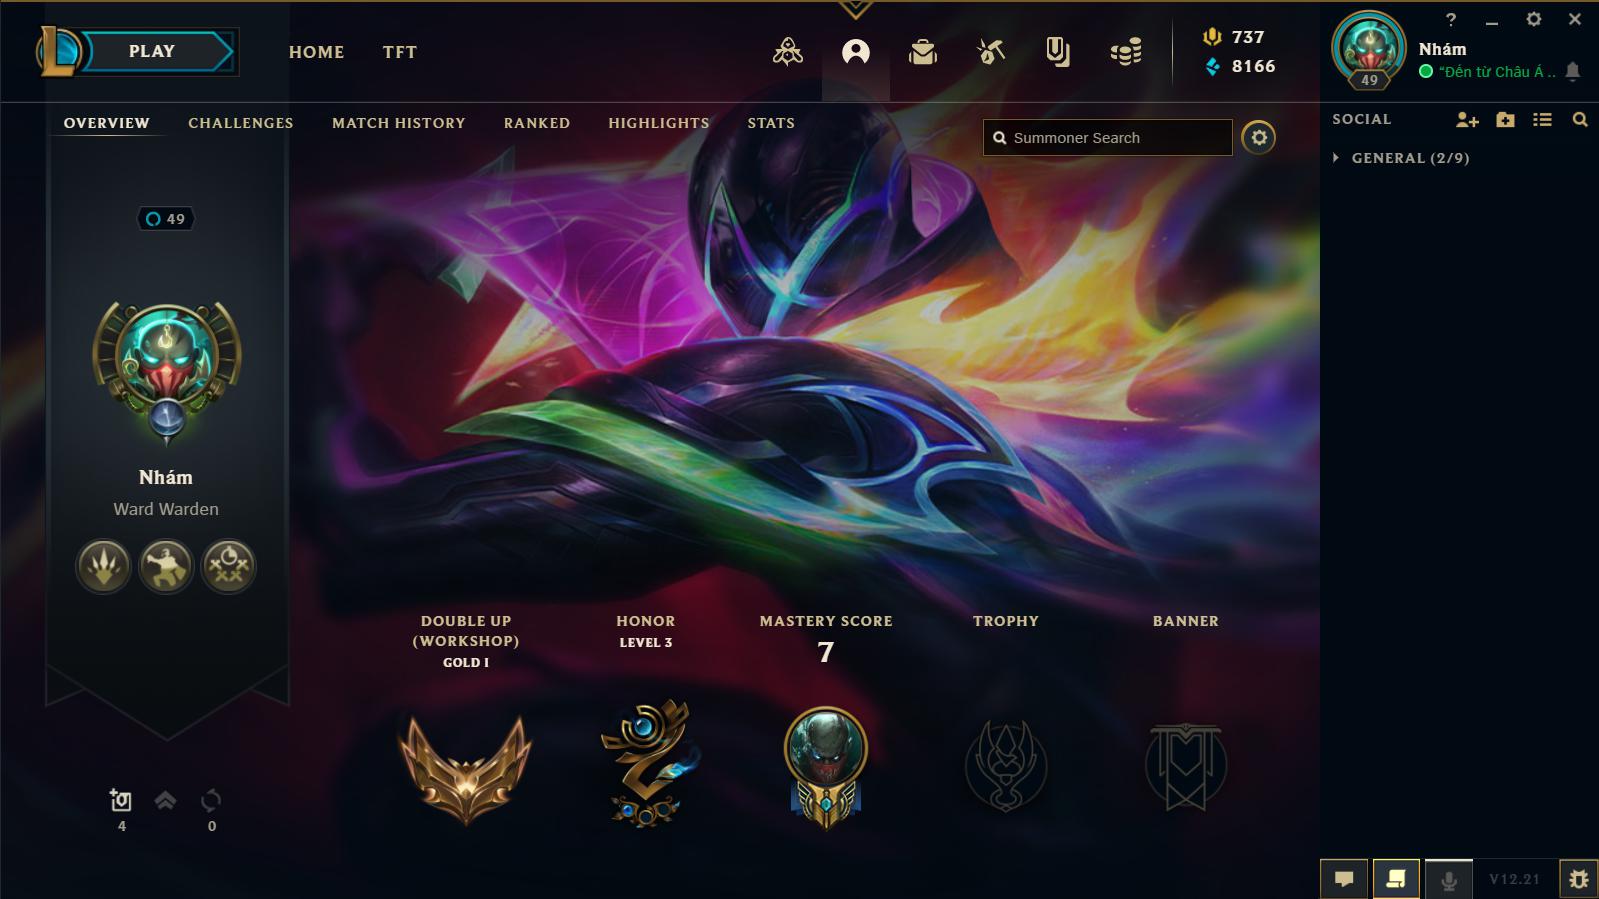 PLAY
HOME
TFT
737
8166
49
Nhám
“Đến từ Châu Á ..
OVERVIEW
CHALLENGES
MATCH HISTORY
RANKED
HIGHLIGHTS
STATS
Summoner Search
SOCIAL
GENERAL (2/9)
49
Nhám
Ward Warden
DOUBLE UP
(WORKSHOP)
GOLD I
HONOR
LEVEL 3
MASTERY SCORE
7
TROPHY
BANNER
4
0
V12.21